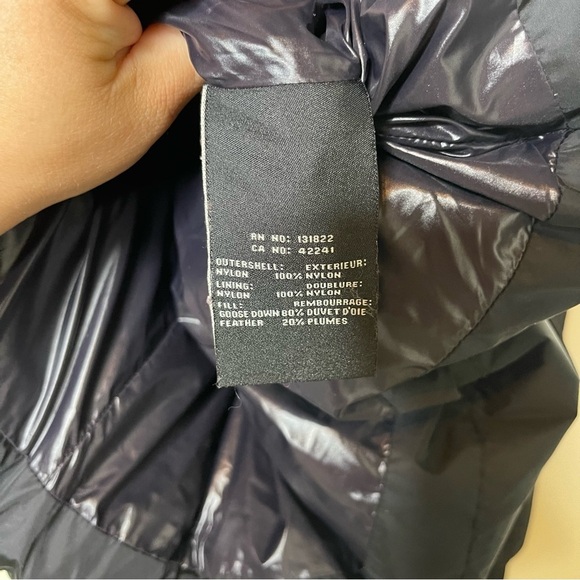 RN NO: 131822
CA NO: 42241
OUTERSHELL: EXTERIEUR:
NYLON 100% NYLON
LINING: DOUBLURE:
NYLON 100% NYLON
FILL: REMBOURRAGE:
GOOSE DOWN 80% DUVET D'OIE
FEATHER 20% PLUMES